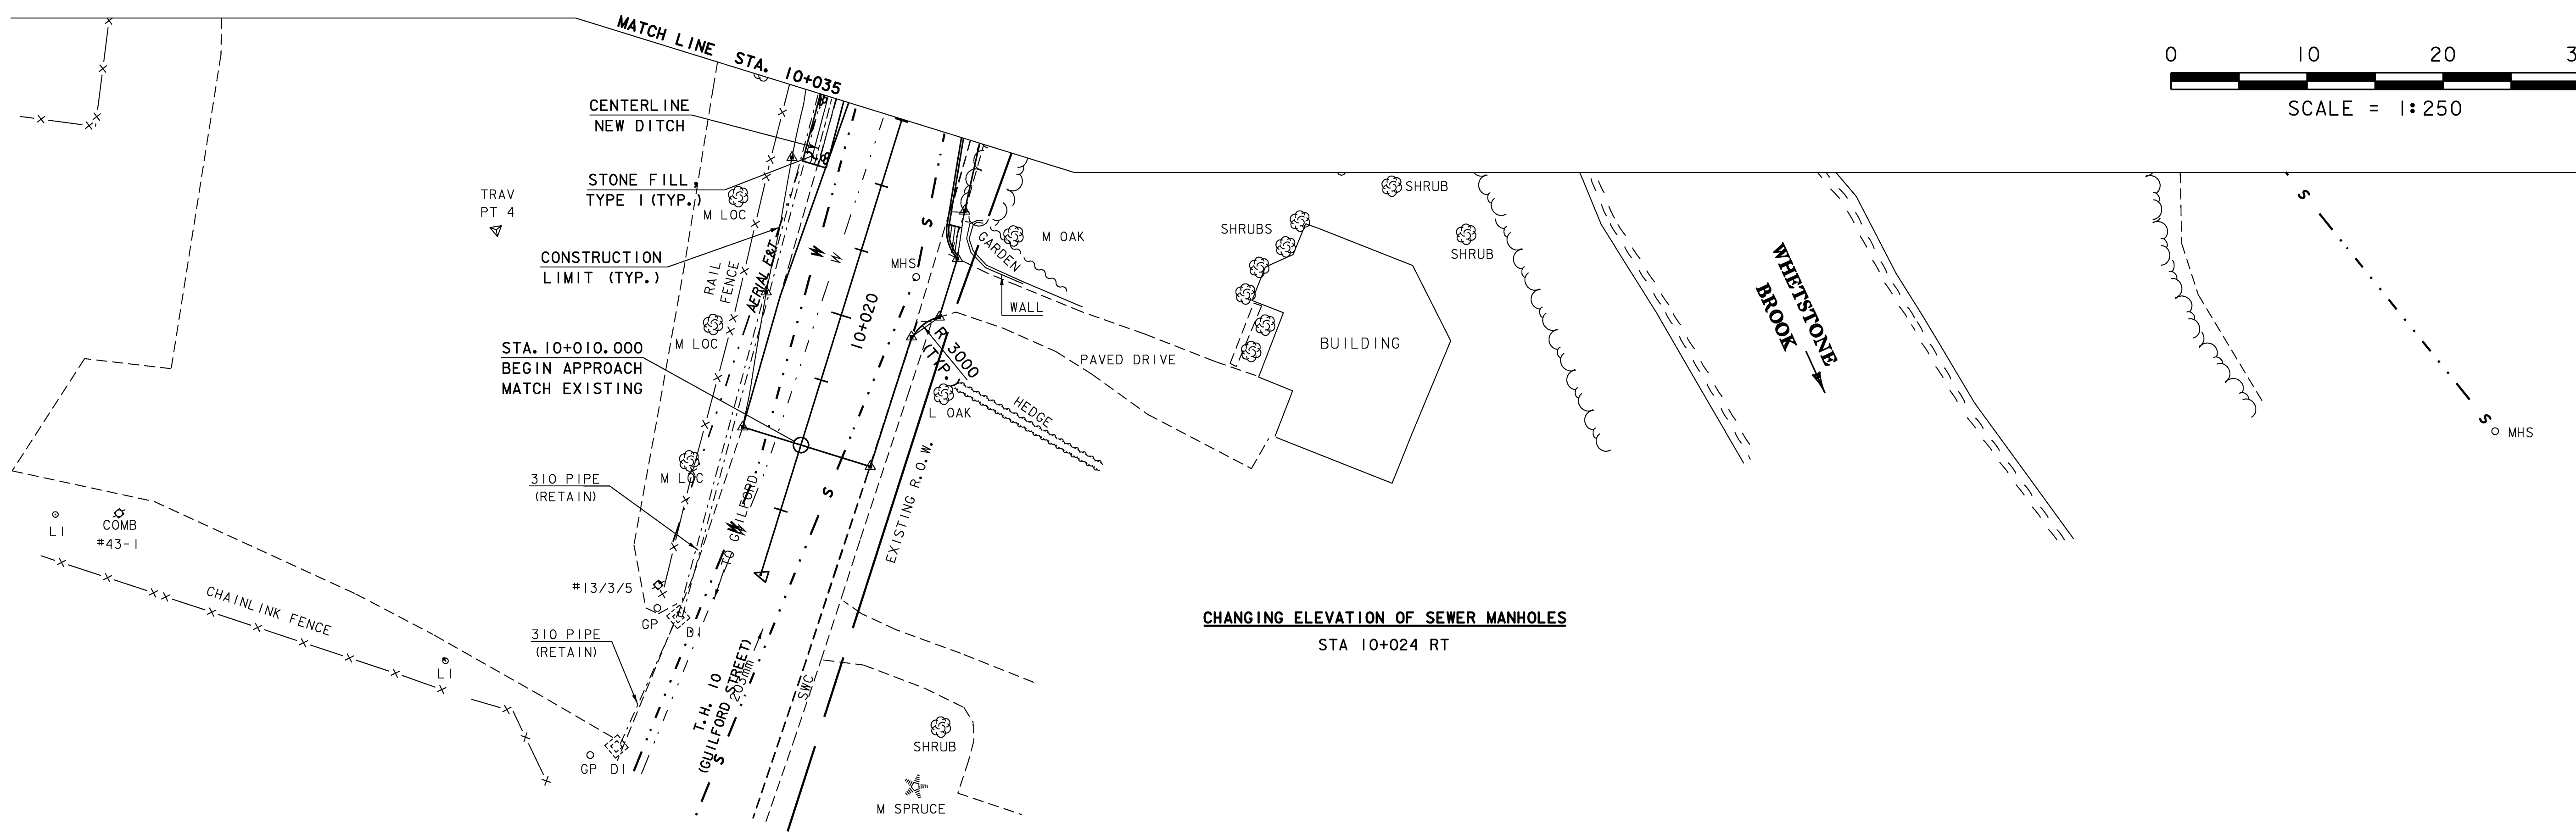 MATCH LINE STA. 10+035
0 10 20 3
SCALE = 1:250
CENTERLINE
NEW DITCH
STONE FILL,
TYPE I (TYP.)
M LOC
TRAV
PT 4
CONSTRUCTION
LIMIT (TYP.)
RAIL
FENCE
AERIAL E&T
W
W
S
MHS
10+020
GARDEN
M OAK
WALL
SHRUBS
SHRUB
SHRUB
BUILDING
PAVED DRIVE
WHETSTONE
BROOK
S
S
MHS
M LOC
STA. 10+010.000
BEGIN APPROACH
MATCH EXISTING
R 3000
(TYP.)
L OAK
HEDGE
M LOC
310 PIPE
(RETAIN)
S
W
TO GUILFORD
EXISTING R.O.W.
LI
COMB
#43-1
CHAINLINK FENCE
LI
#13/3/5
GP
DI
310 PIPE
(RETAIN)
T.H. 10
(GUILFORD STREET)
203mm
S
SWC
GP DI
SHRUB
M SPRUCE
CHANGING ELEVATION OF SEWER MANHOLES
STA 10+024 RT